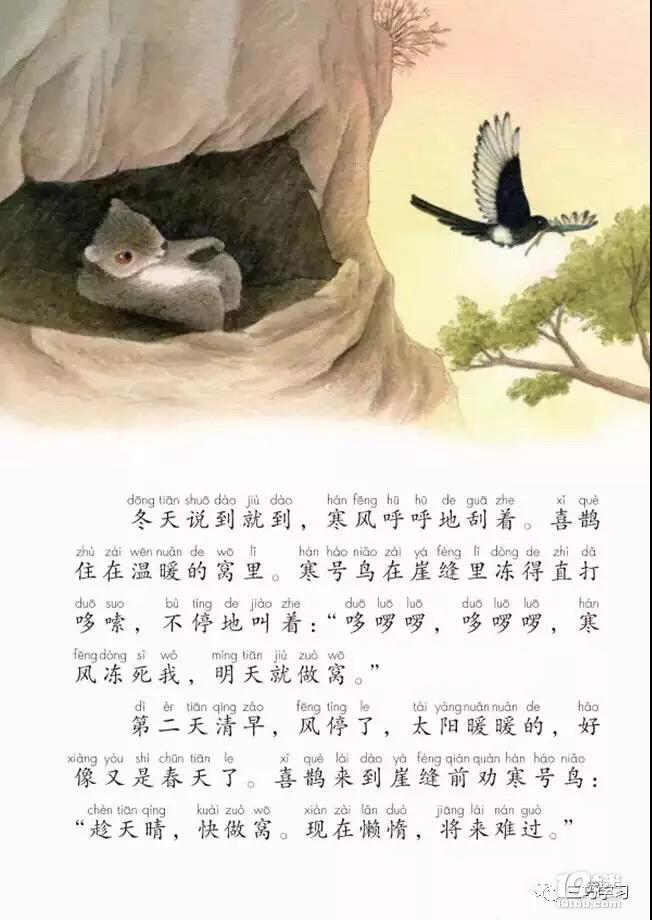 dōng tiān shuō dào jiù dào hán fēng hū hū de guā zhe xǐ què
冬天说到就到，寒风呼呼地刮着。喜鹊
zhù zài wēn nuǎn de wō lǐ hán háo niǎo zài yá fèng lǐ dòng de zhí dǎ
住在温暖的窝里。寒号鸟在崖缝里冻得直打
duō suo bù tíng de jiào zhe duō luō luō duō luō luō hán
哆嗦，不停地叫着：“哆啰啰，哆啰啰，寒
fēng dòng sǐ wǒ míng tiān jiù zuò wō
风冻死我，明天就做窝。”
dì èr tiān qīng zǎo fēng tíng le tài yáng nuǎn nuǎn de hǎo
第二天清早，风停了，太阳暖暖的，好
xiàng yòu shì chūn tiān le xǐ què lái dào yá fèng qián quàn hán háo niǎo
像又是春天了。喜鹊来到崖缝前劝寒号鸟：
chèn tiān qíng kuài zuò wō xiàn zài lǎn duò jiāng lái nán guò
“趁天晴，快做窝。现在懒惰，将来难过。”
三巧学习
19lou.com